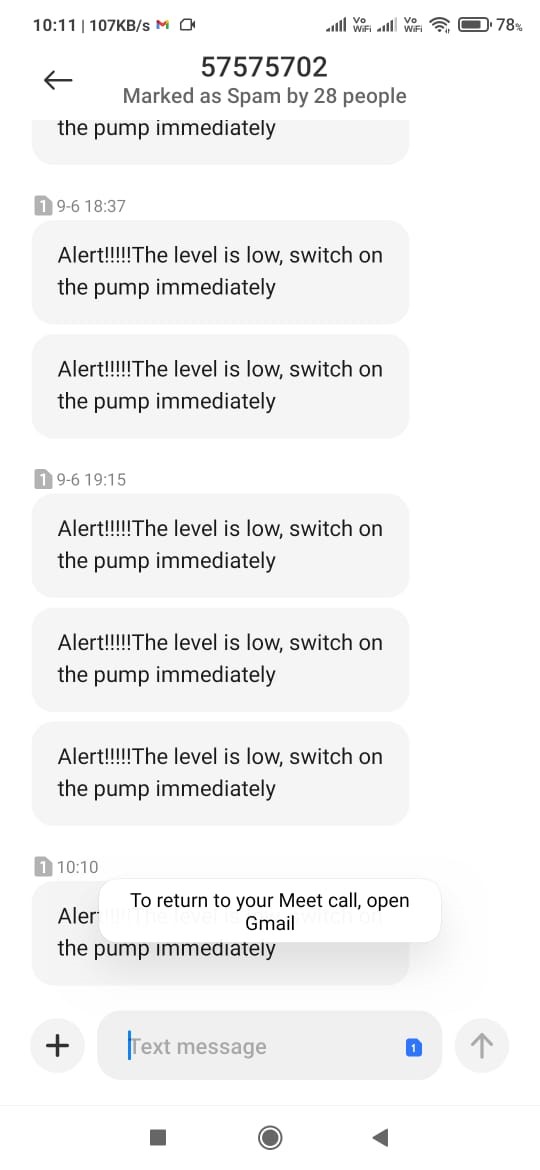 10:11 | 107KB/s 78%
Vo WiFi Vo WiFi
57575702
Marked as Spam by 28 people
the pump immediately
1 9-6 18:37
Alert!!!!!The level is low, switch on
the pump immediately
Alert!!!!!The level is low, switch on
the pump immediately
1 9-6 19:15
Alert!!!!!The level is low, switch on
the pump immediately
Alert!!!!!The level is low, switch on
the pump immediately
Alert!!!!!The level is low, switch on
the pump immediately
1 10:10
To return to your Meet call, open
Gmail
Alert!!!!!The level is low, switch on
the pump immediately
Text message 1